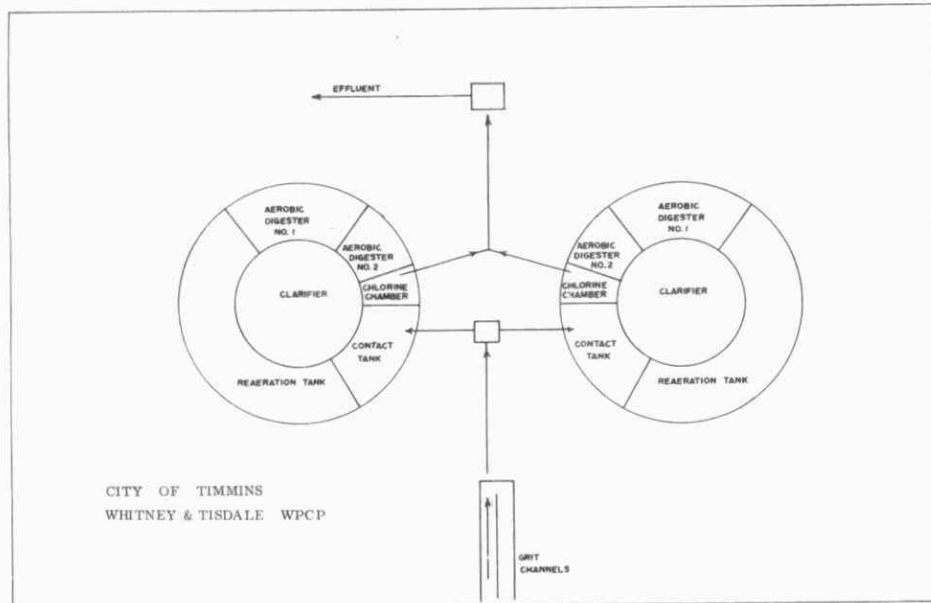 EFFLUENT
AEROBIC
DIGESTER
NO. 1
AEROBIC
DIGESTER
NO. 2
CHLORINE
CHAMBER
CLARIFIER
CONTACT
TANK
REAERATION TANK
AEROBIC
DIGESTER
NO. 1
AEROBIC
DIGESTER
NO. 2
CHLORINE
CHAMBER
CLARIFIER
CONTACT
TANK
REAERATION TANK
CITY OF TIMMINS
WHITNEY & TISDALE WPCP
GRIT
CHANNELS